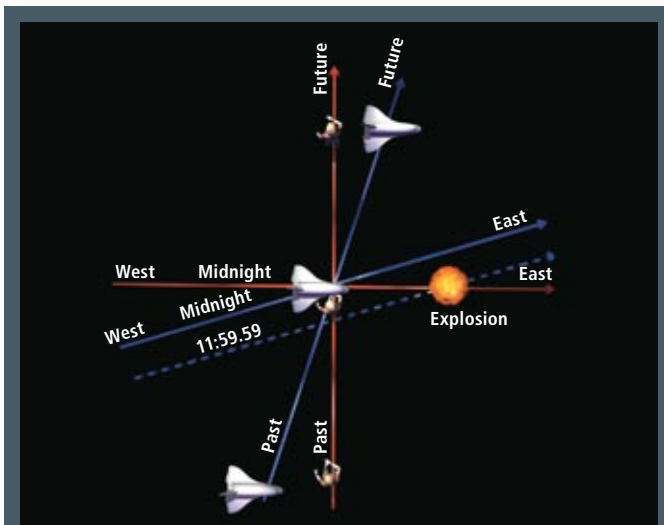 Future
Future
East
West Midnight
East
Midnight
West
Explosion
11:59.59
Past
Past